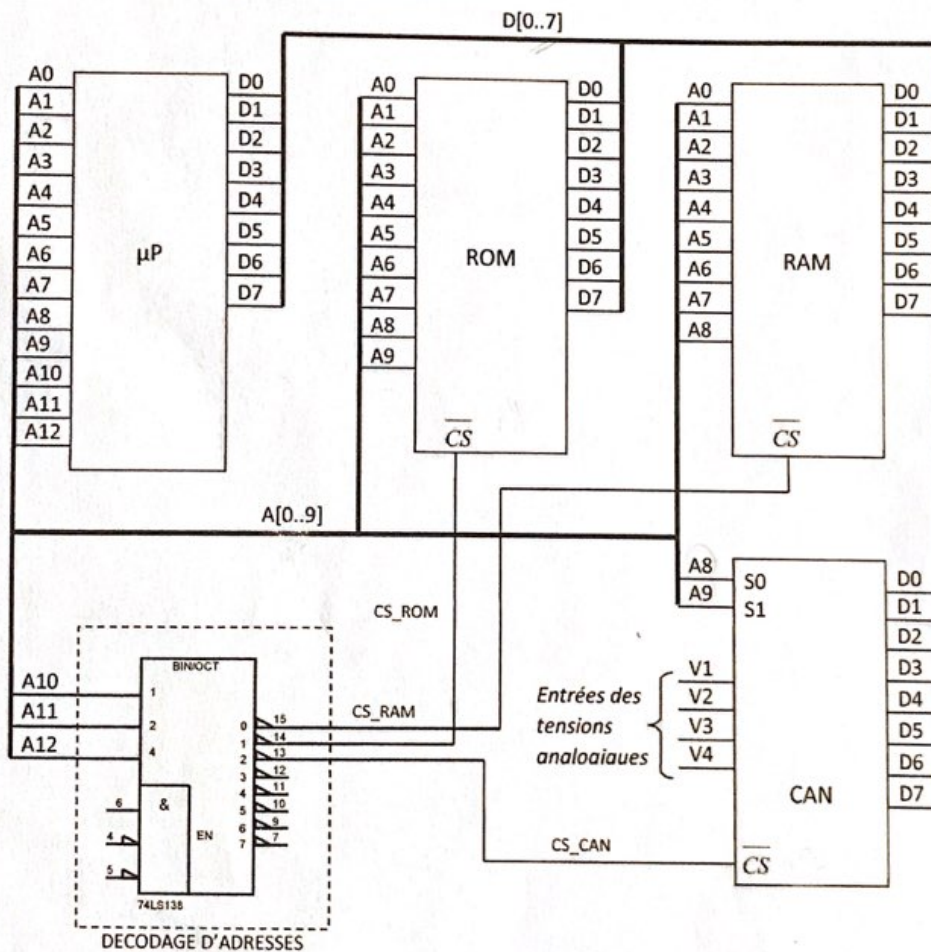 D[0..7]
A0
A1
A2
A3
A4
A5
A6
A7
A8
A9
A10
A11
A12
µP
D0
D1
D2
D3
D4
D5
D6
D7
A0
A1
A2
A3
A4
A5
A6
A7
A8
A9
ROM
CS
D0
D1
D2
D3
D4
D5
D6
D7
A0
A1
A2
A3
A4
A5
A6
A7
A8
RAM
CS
D0
D1
D2
D3
D4
D5
D6
D7
A[0..9]
CS_ROM
CS_RAM
CS_CAN
A10
A11
A12
BIN/OCT
1
2
4
&
EN
6
4
5
0 15
1 14
2 13
3 12
4 11
5 10
6 9
7 7
74LS138
DECODAGE D'ADRESSES
A8
A9
S0
S1
Entrées des
tensions
analogiques
V1
V2
V3
V4
CAN
CS
D0
D1
D2
D3
D4
D5
D6
D7